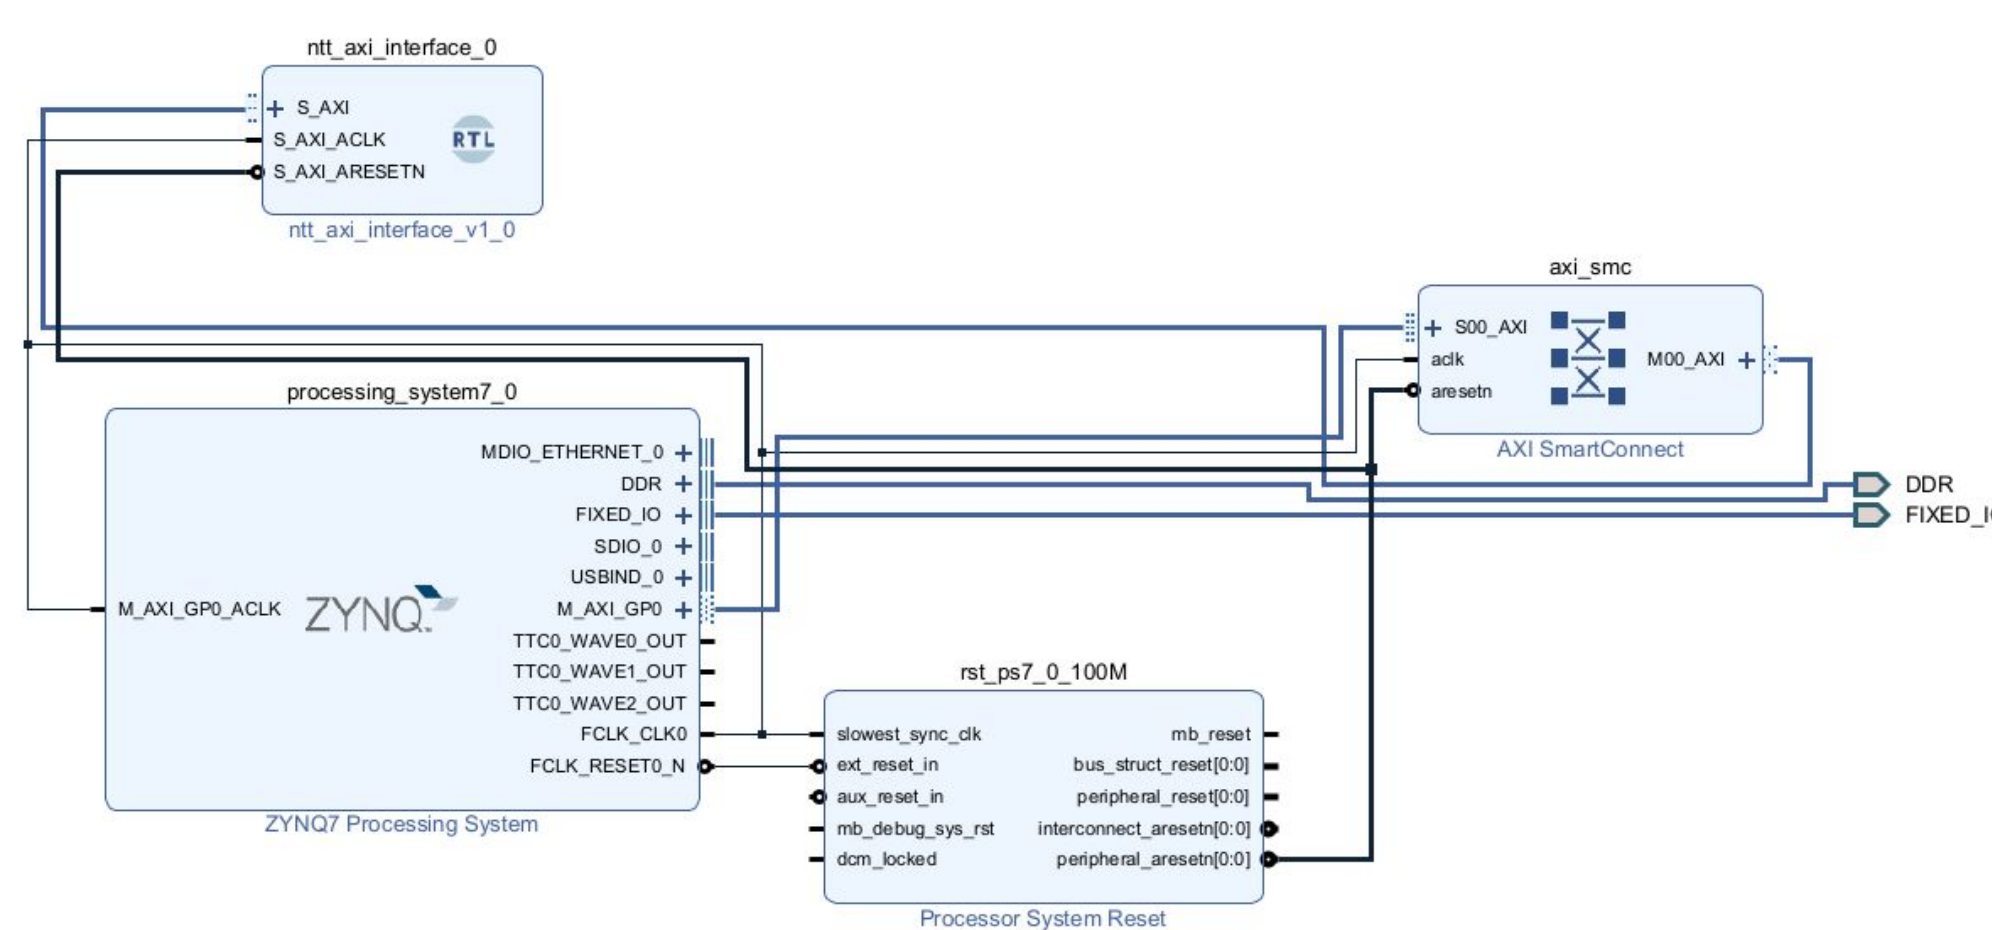 ntt_axi_interface_0
S_AXI
S_AXI_ACLK
S_AXI_ARESETN
RTL
ntt_axi_interface_v1_0
axi_smc
S00_AXI
aclk
aresetn
M00_AXI
AXI SmartConnect
processing_system7_0
MDIO_ETHERNET_0
DDR
FIXED_IO
SDIO_0
USBIND_0
M_AXI_GP0
TTC0_WAVE0_OUT
TTC0_WAVE1_OUT
TTC0_WAVE2_OUT
FCLK_CLK0
FCLK_RESET0_N
M_AXI_GP0_ACLK
ZYNQ
ZYNQ7 Processing System
DDR
FIXED_I
rst_ps7_0_100M
slowest_sync_clk
ext_reset_in
aux_reset_in
mb_debug_sys_rst
dcm_locked
mb_reset
bus_struct_reset[0:0]
peripheral_reset[0:0]
interconnect_aresetn[0:0]
peripheral_aresetn[0:0]
Processor System Reset